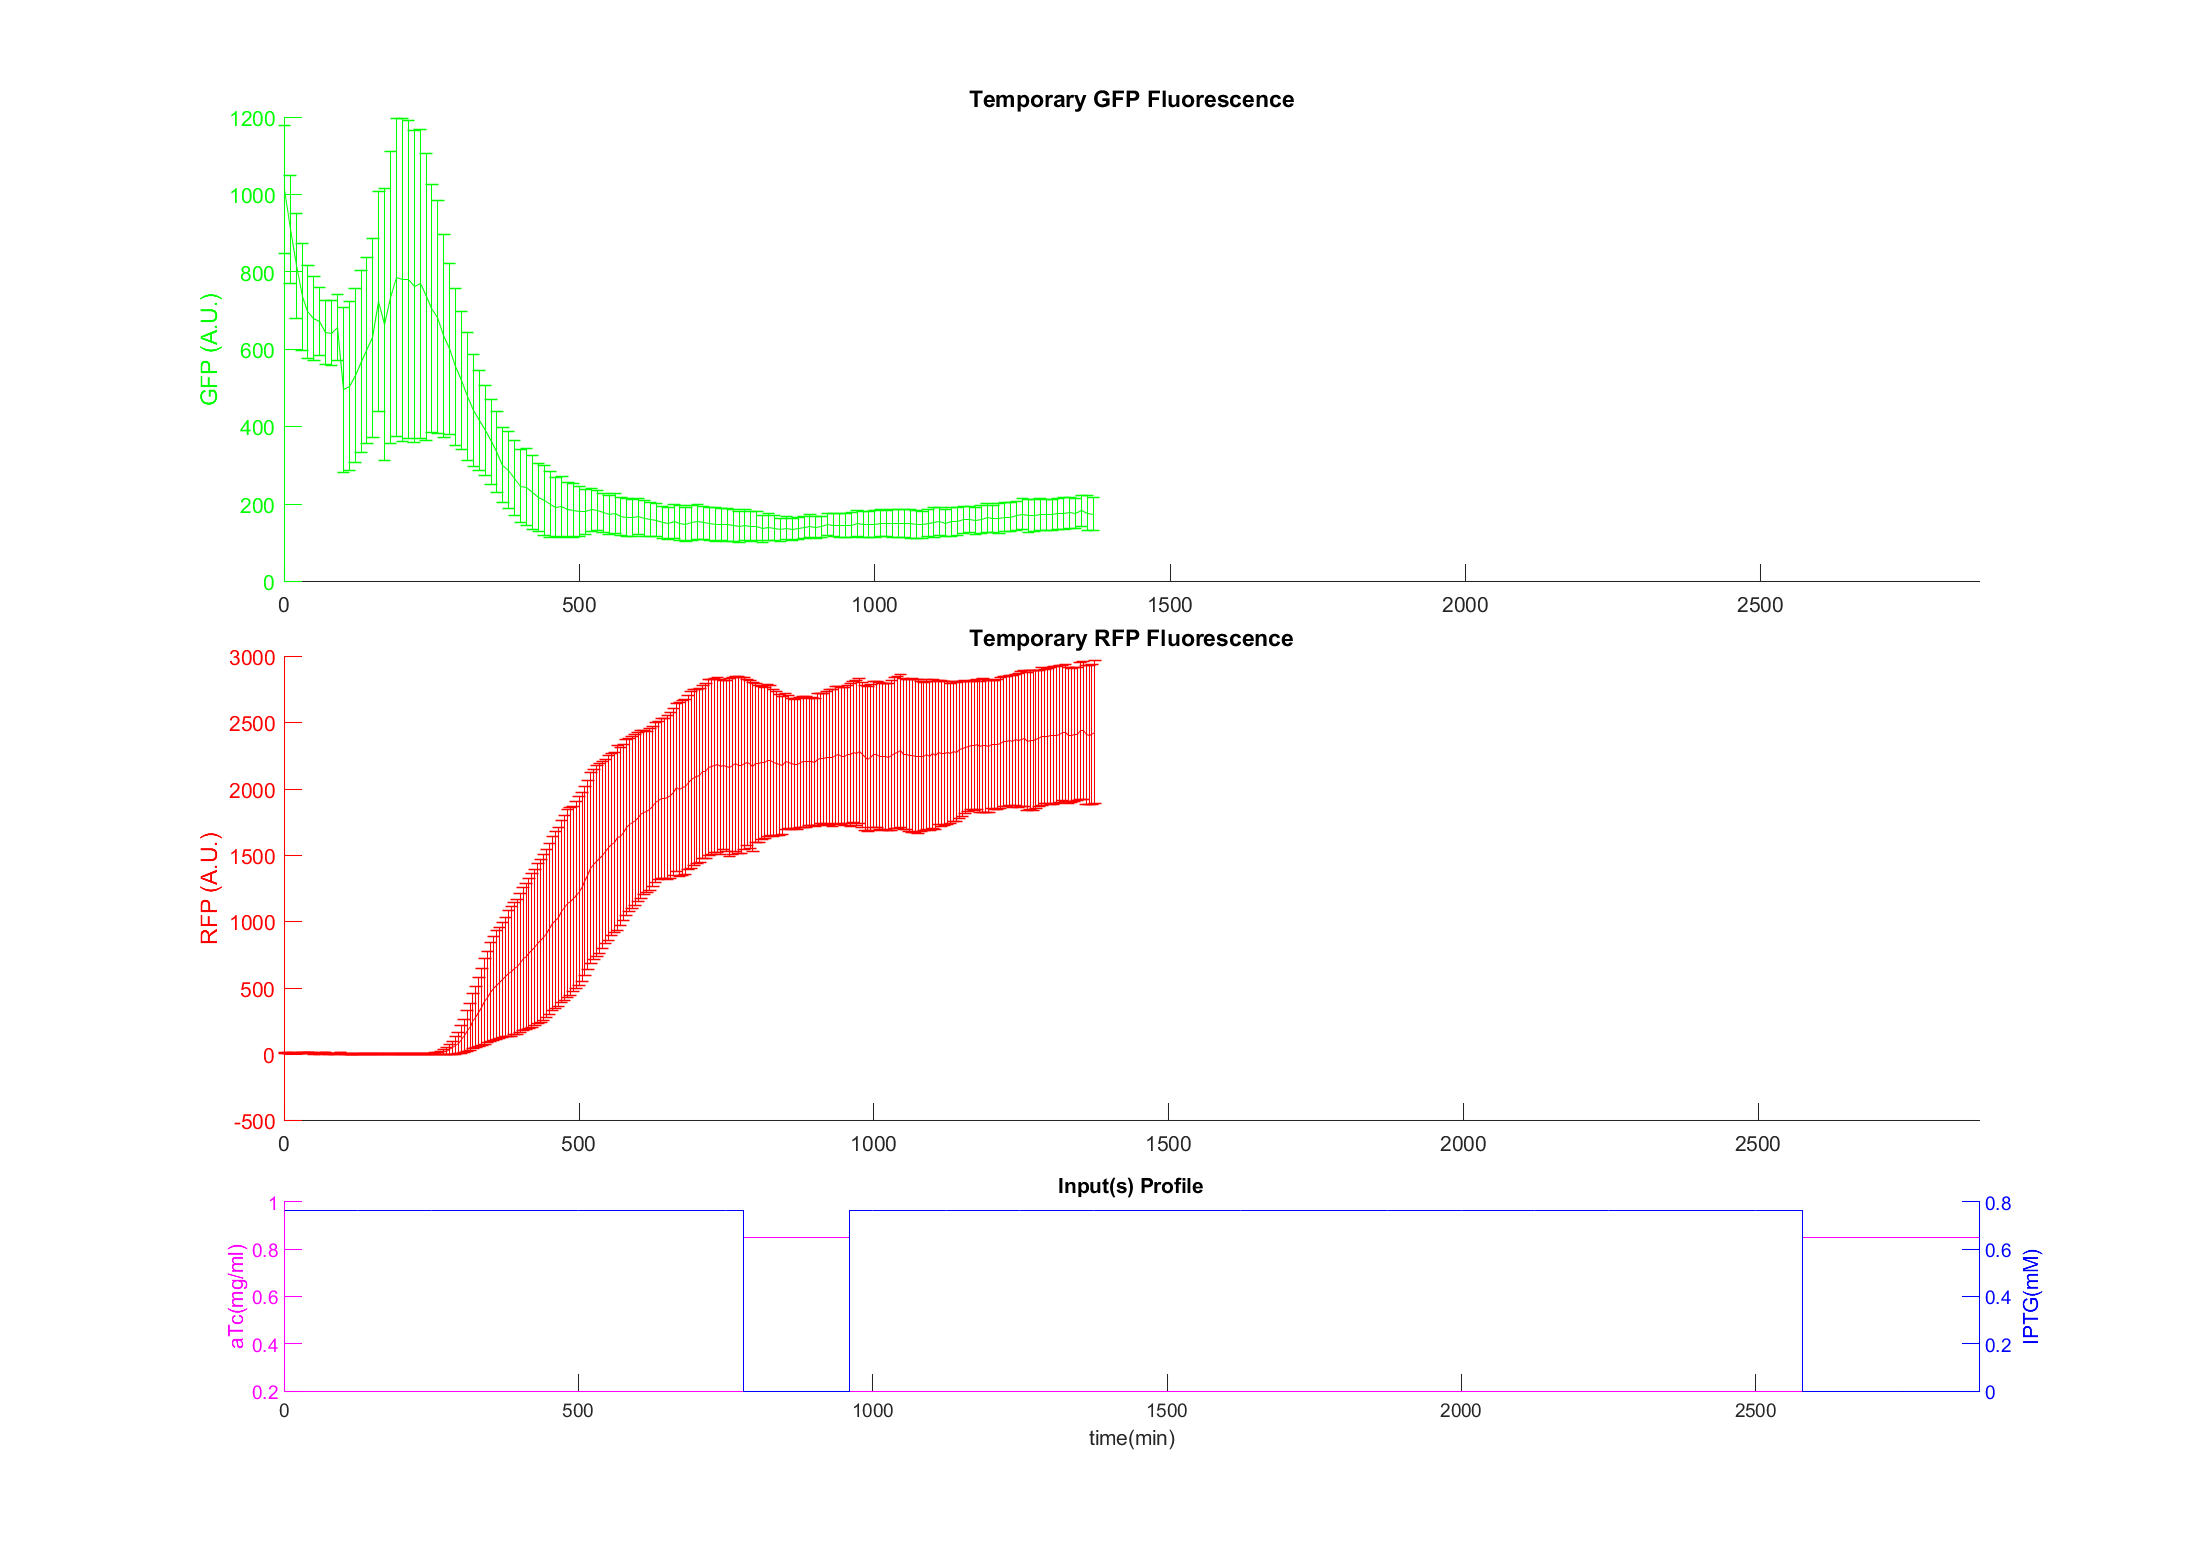 Temporary GFP Fluorescence
1200
1000
800
600
400
200
0
GFP (A.U.)
0 500 1000 1500 2000 2500
Temporary RFP Fluorescence
3000
2500
2000
1500
1000
500
0
-500
RFP (A.U.)
0 500 1000 1500 2000 2500
Input(s) Profile
1
0.8
0.6
0.4
0.2
aTc(mg/ml)
0.8
0.6
0.4
0.2
0
IPTG(mM)
0 500 1000 1500 2000 2500
time(min)